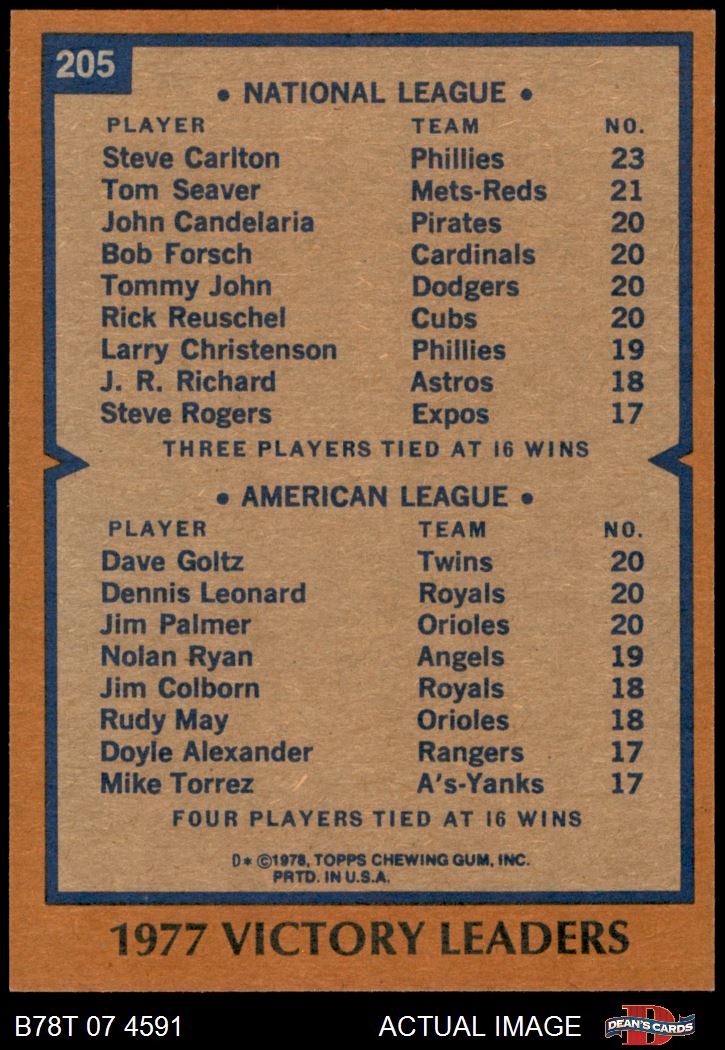 205
• NATIONAL LEAGUE •
PLAYER TEAM NO.
Steve Carlton Phillies 23
Tom Seaver Mets-Reds 21
John Candelaria Pirates 20
Bob Forsch Cardinals 20
Tommy John Dodgers 20
Rick Reuschel Cubs 20
Larry Christenson Phillies 19
J. R. Richard Astros 18
Steve Rogers Expos 17
THREE PLAYERS TIED AT 16 WINS
• AMERICAN LEAGUE •
PLAYER TEAM NO.
Dave Goltz Twins 20
Dennis Leonard Royals 20
Jim Palmer Orioles 20
Nolan Ryan Angels 19
Jim Colborn Royals 18
Rudy May Orioles 18
Doyle Alexander Rangers 17
Mike Torrez A's-Yanks 17
FOUR PLAYERS TIED AT 16 WINS
D* ©1978, TOPPS CHEWING GUM, INC.
PRTD. IN U.S.A.
1977 VICTORY LEADERS
B78T 07 4591 ACTUAL IMAGE D DEAN'S CARDS